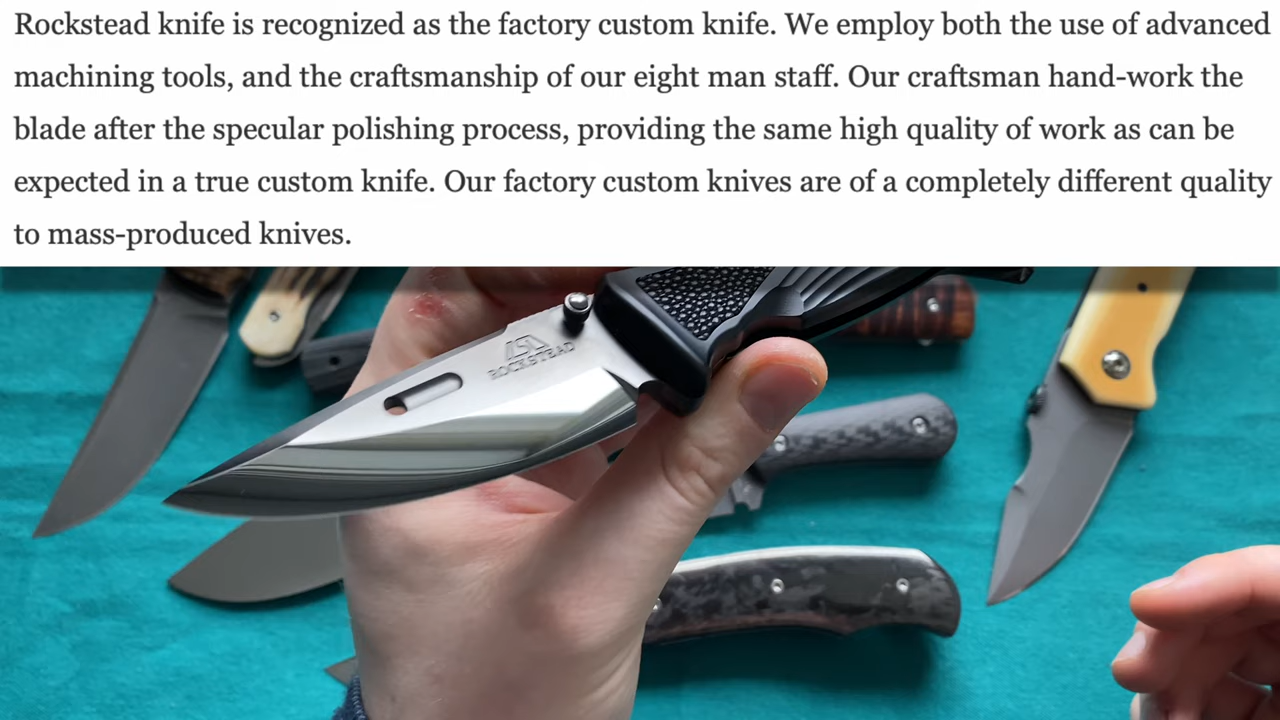 Rockstead knife is recognized as the factory custom knife. We employ both the use of advanced
machining tools, and the craftsmanship of our eight man staff. Our craftsman hand-work the
blade after the specular polishing process, providing the same high quality of work as can be
expected in a true custom knife. Our factory custom knives are of a completely different quality
to mass-produced knives.
ROCKSTEAD